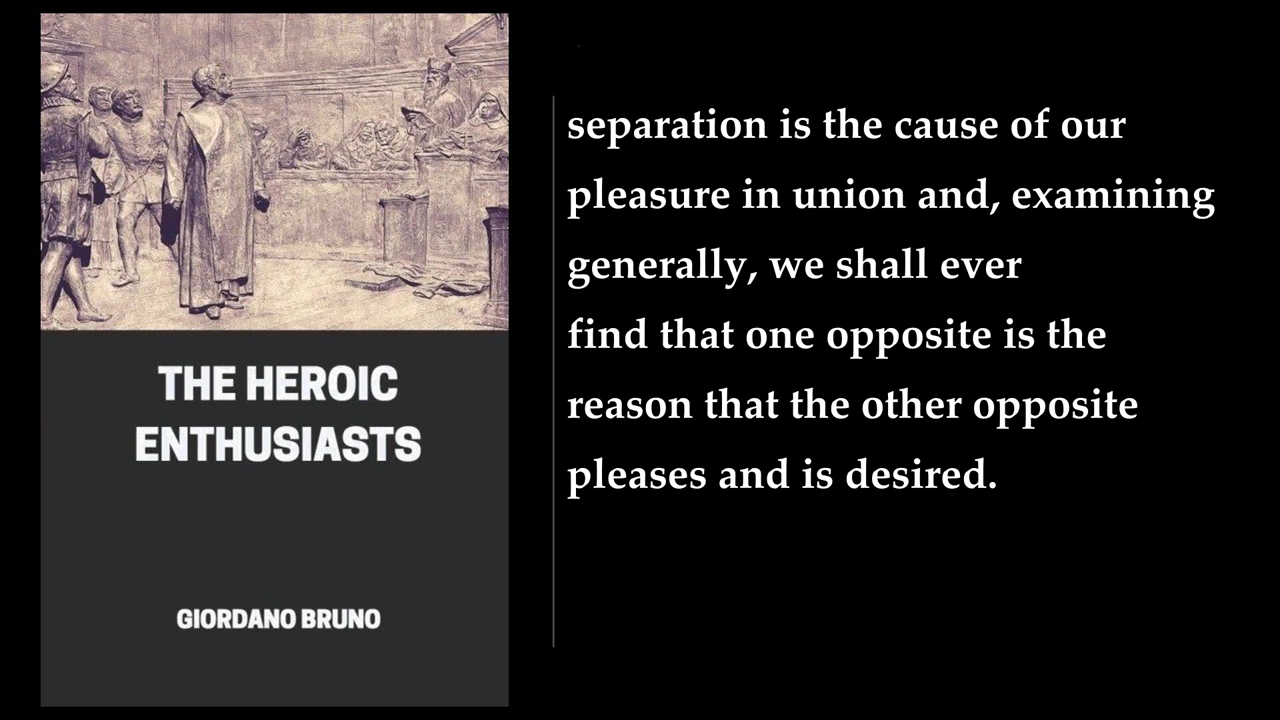 THE HEROIC
ENTHUSIASTS
GIORDANO BRUNO
separation is the cause of our
pleasure in union and, examining
generally, we shall ever
find that one opposite is the
reason that the other opposite
pleases and is desired.